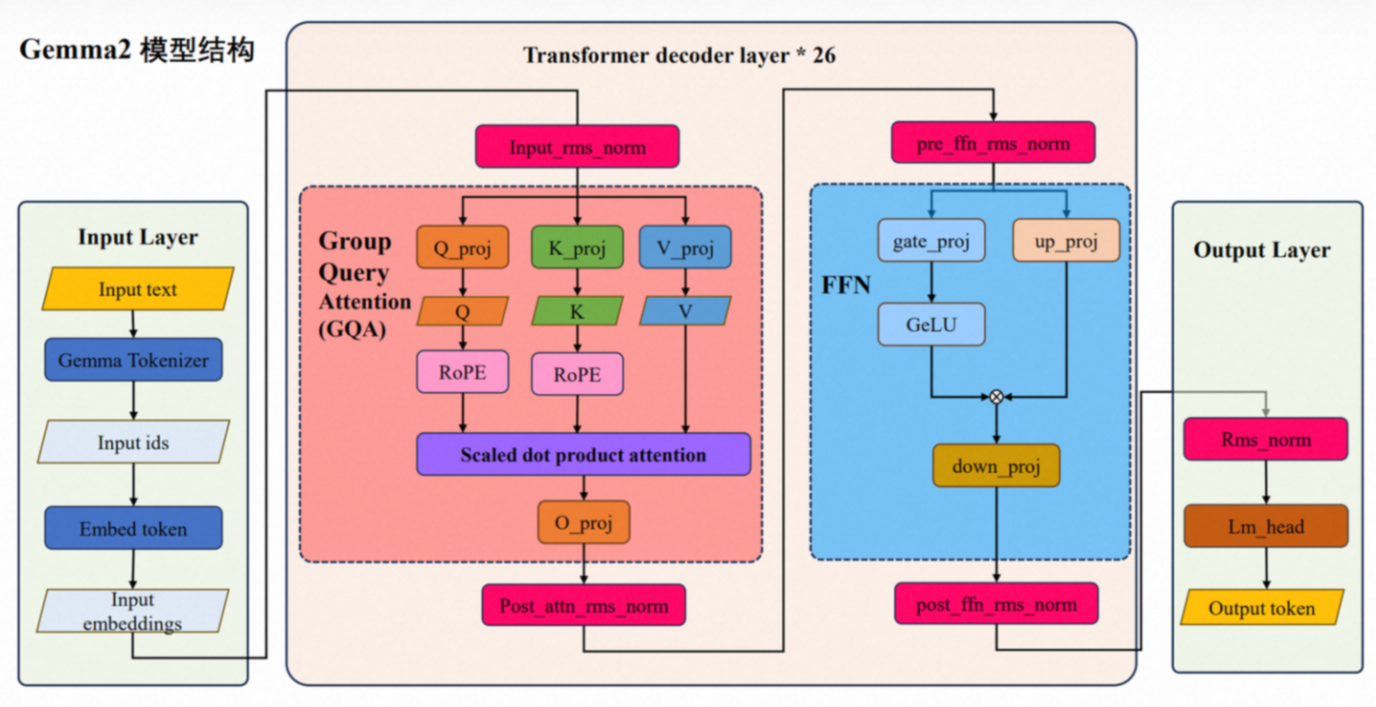 Gemma2 模型结构
Transformer decoder layer * 26
Input Layer
Input text
Gemma Tokenizer
Input ids
Embed token
Input
embeddings
Input_rms_norm
Group
Query
Attention
(GQA)
Q_proj
K_proj
V_proj
Q
K
V
RoPE
RoPE
Scaled dot product attention
O_proj
Post_attn_rms_norm
pre_ffn_rms_norm
FFN
gate_proj
up_proj
GeLU
down_proj
post_ffn_rms_norm
Output Layer
Rms_norm
Lm_head
Output token